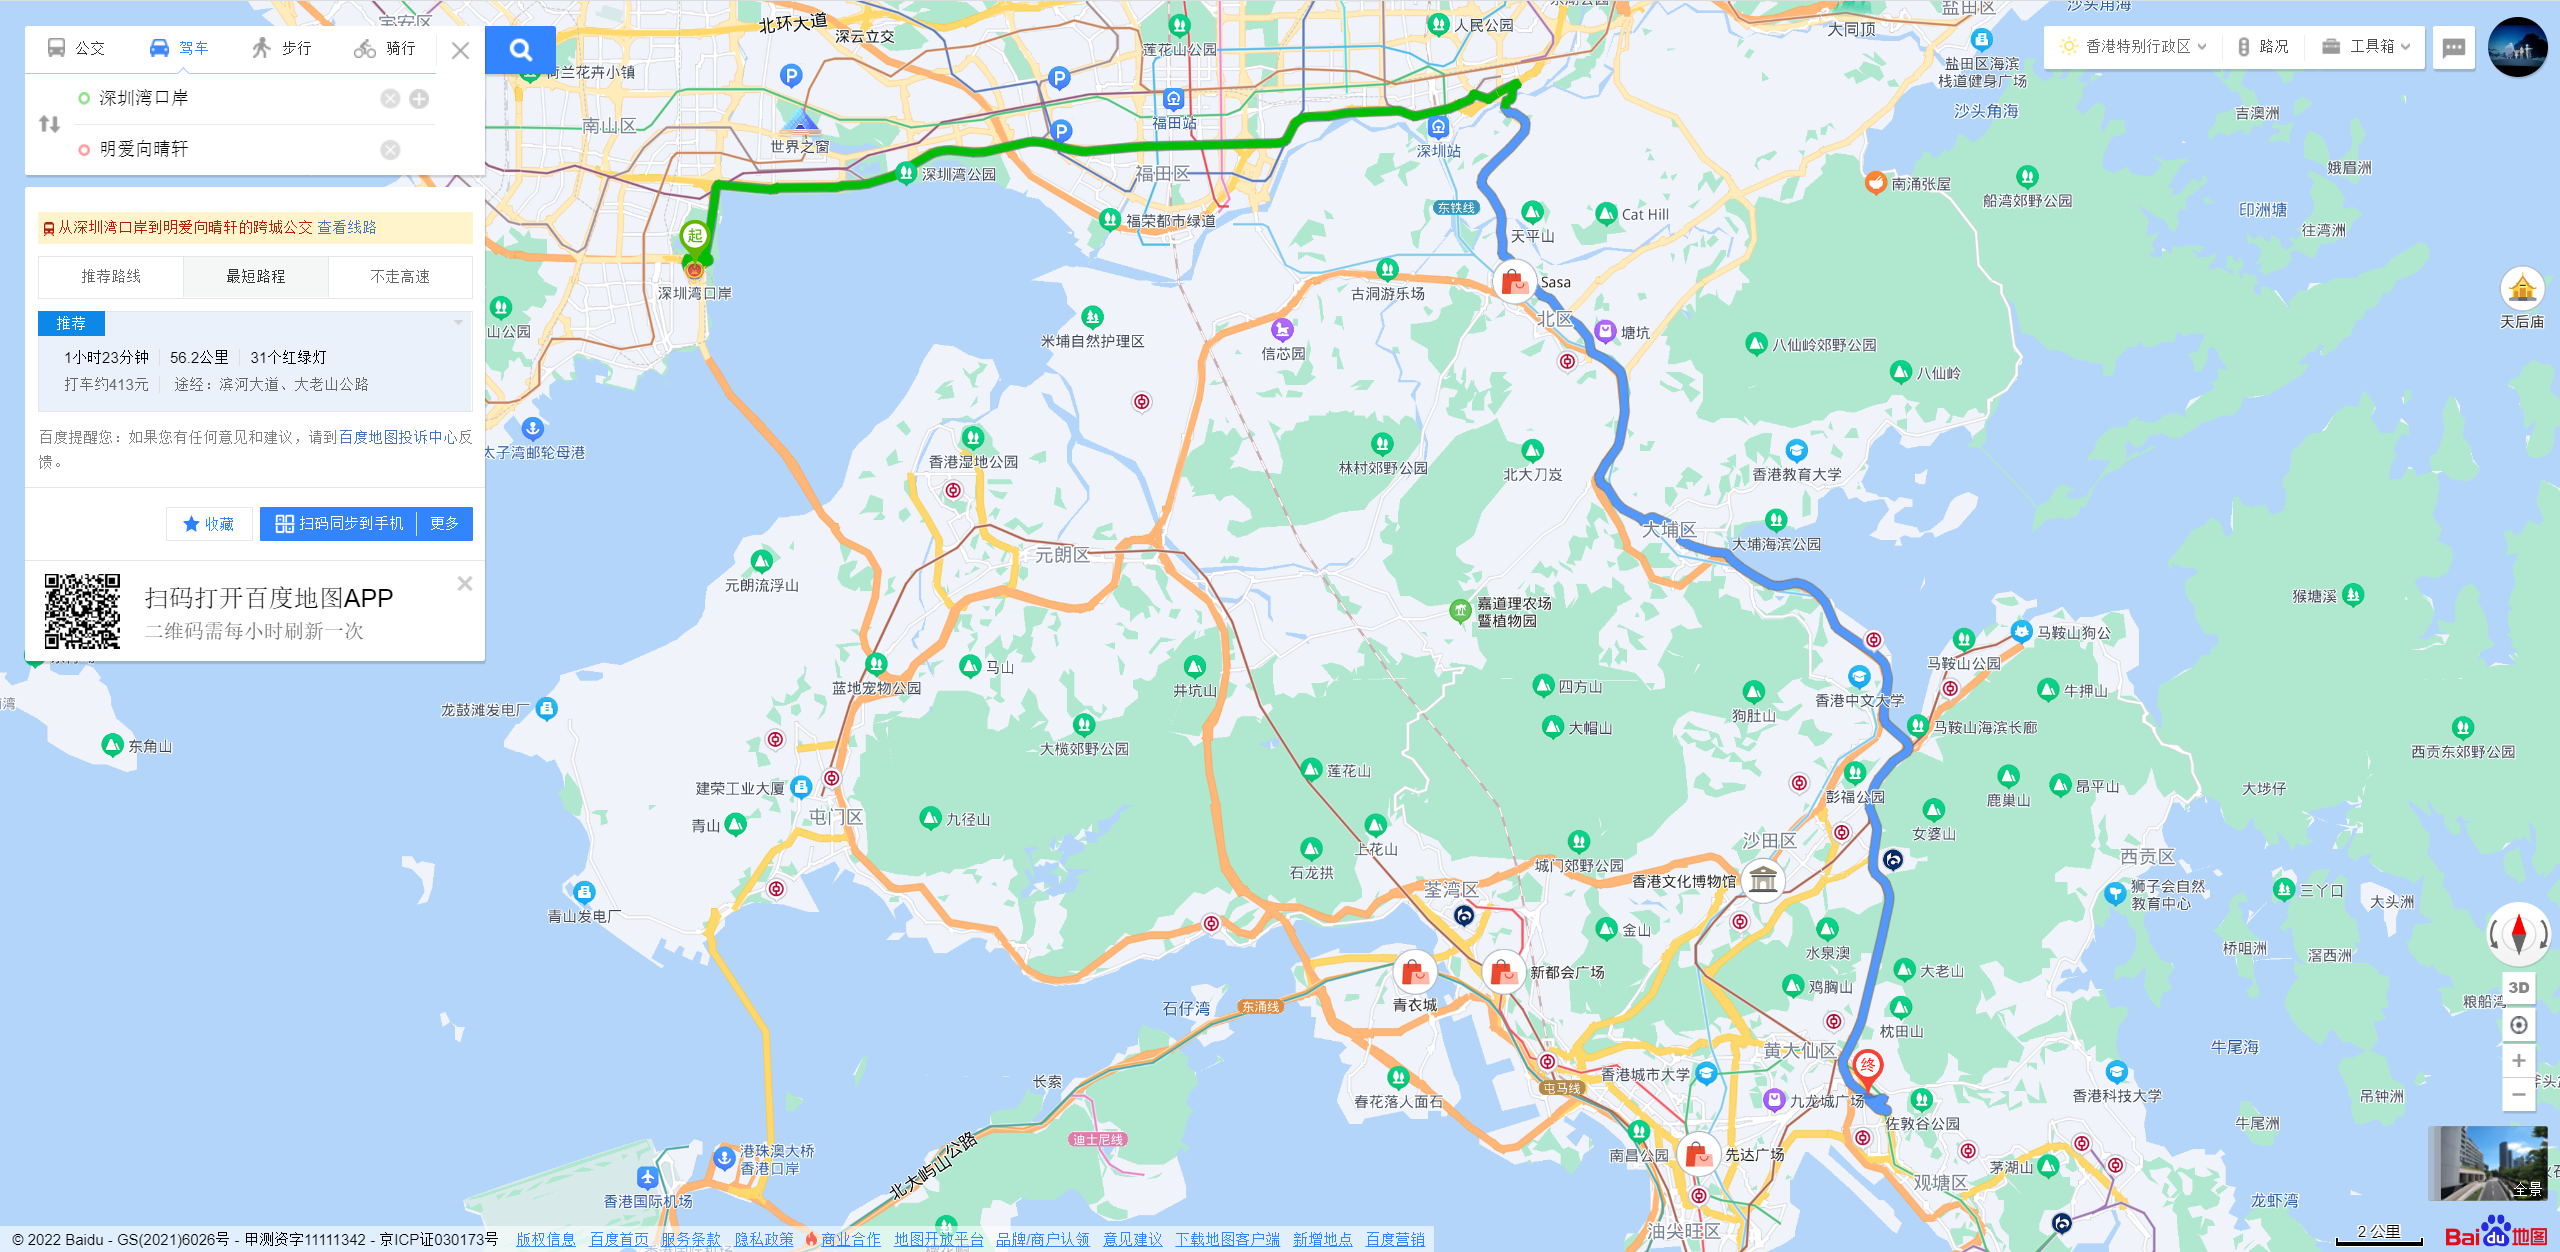 公交
驾车
步行
骑行
深圳湾口岸
明爱向晴轩
从深圳湾口岸到明爱向晴轩的跨城公交 查看线路
推荐路线
最短路程
不走高速
推荐
1小时23分钟 56.2公里 31个红绿灯
打车约413元 途经：滨河大道、大老山公路
百度提醒您：如果您有任何意见和建议，请到百度地图投诉中心反
馈。
收藏
扫码同步到手机
更多
扫码打开百度地图APP
二维码需每小时刷新一次
香港特别行政区
路况
工具箱
北环大道
深云立交
莲花山公园
人民公园
大同顶
盐田区
沙头角海
盐田区海滨
栈道健身广场
沙头角海
吉澳洲
荷兰花卉小镇
南山区
世界之窗
福田站
深圳站
福田区
深圳湾公园
福荣都市绿道
东铁线
天平山
Cat Hill
南涌张屋
船湾郊野公园
娥眉洲
印洲塘
往湾洲
起
深圳湾口岸
山公园
古洞游乐场
Sasa
北区
塘坑
天后庙
米埔自然护理区
信芯园
八仙岭郊野公园
八仙岭
太子湾邮轮母港
香港湿地公园
林村郊野公园
北大刀屻
香港教育大学
元朗区
大埔区
大埔海滨公园
元朗流浮山
嘉道理农场
暨植物园
猴塘溪
马鞍山狗公
马鞍山公园
蓝地宠物公园
马山
井坑山
四方山
大帽山
狗肚山
香港中文大学
牛押山
马鞍山海滨长廊
龙鼓滩发电厂
东角山
大榄郊野公园
西贡东郊野公园
莲花山
彭福公园
鹿巢山
昂平山
大埗仔
建荣工业大厦
屯门区
青山
九径山
女婆山
上花山
石龙拱
城门郊野公园
沙田区
西贡区
荃湾区
香港文化博物馆
狮子会自然
教育中心
三丫口
大头洲
青山发电厂
金山
水泉澳
桥咀洲
滘西洲
新都会广场
大老山
鸡胸山
青衣城
粮船湾
3D
石仔湾
东涌线
枕田山
黄大仙区
终
牛尾海
长索
屯马线
香港城市大学
香港科技大学
吊钟洲
春花落人面石
九龙城广场
佐敦谷公园
牛尾洲
迪士尼线
北大屿山公路
港珠澳大桥
香港口岸
香港国际机场
南昌公园
先达广场
茅湖山
观塘区
龙虾湾
全景
油尖旺区
2 公里
Baidu地图
© 2022 Baidu - GS(2021)6026号 - 甲测资字11111342 - 京ICP证030173号 版权信息 百度首页 服务条款 隐私政策 商业合作 地图开放平台 品牌/商户认领 意见建议 下载地图客户端 新增地点 百度营销